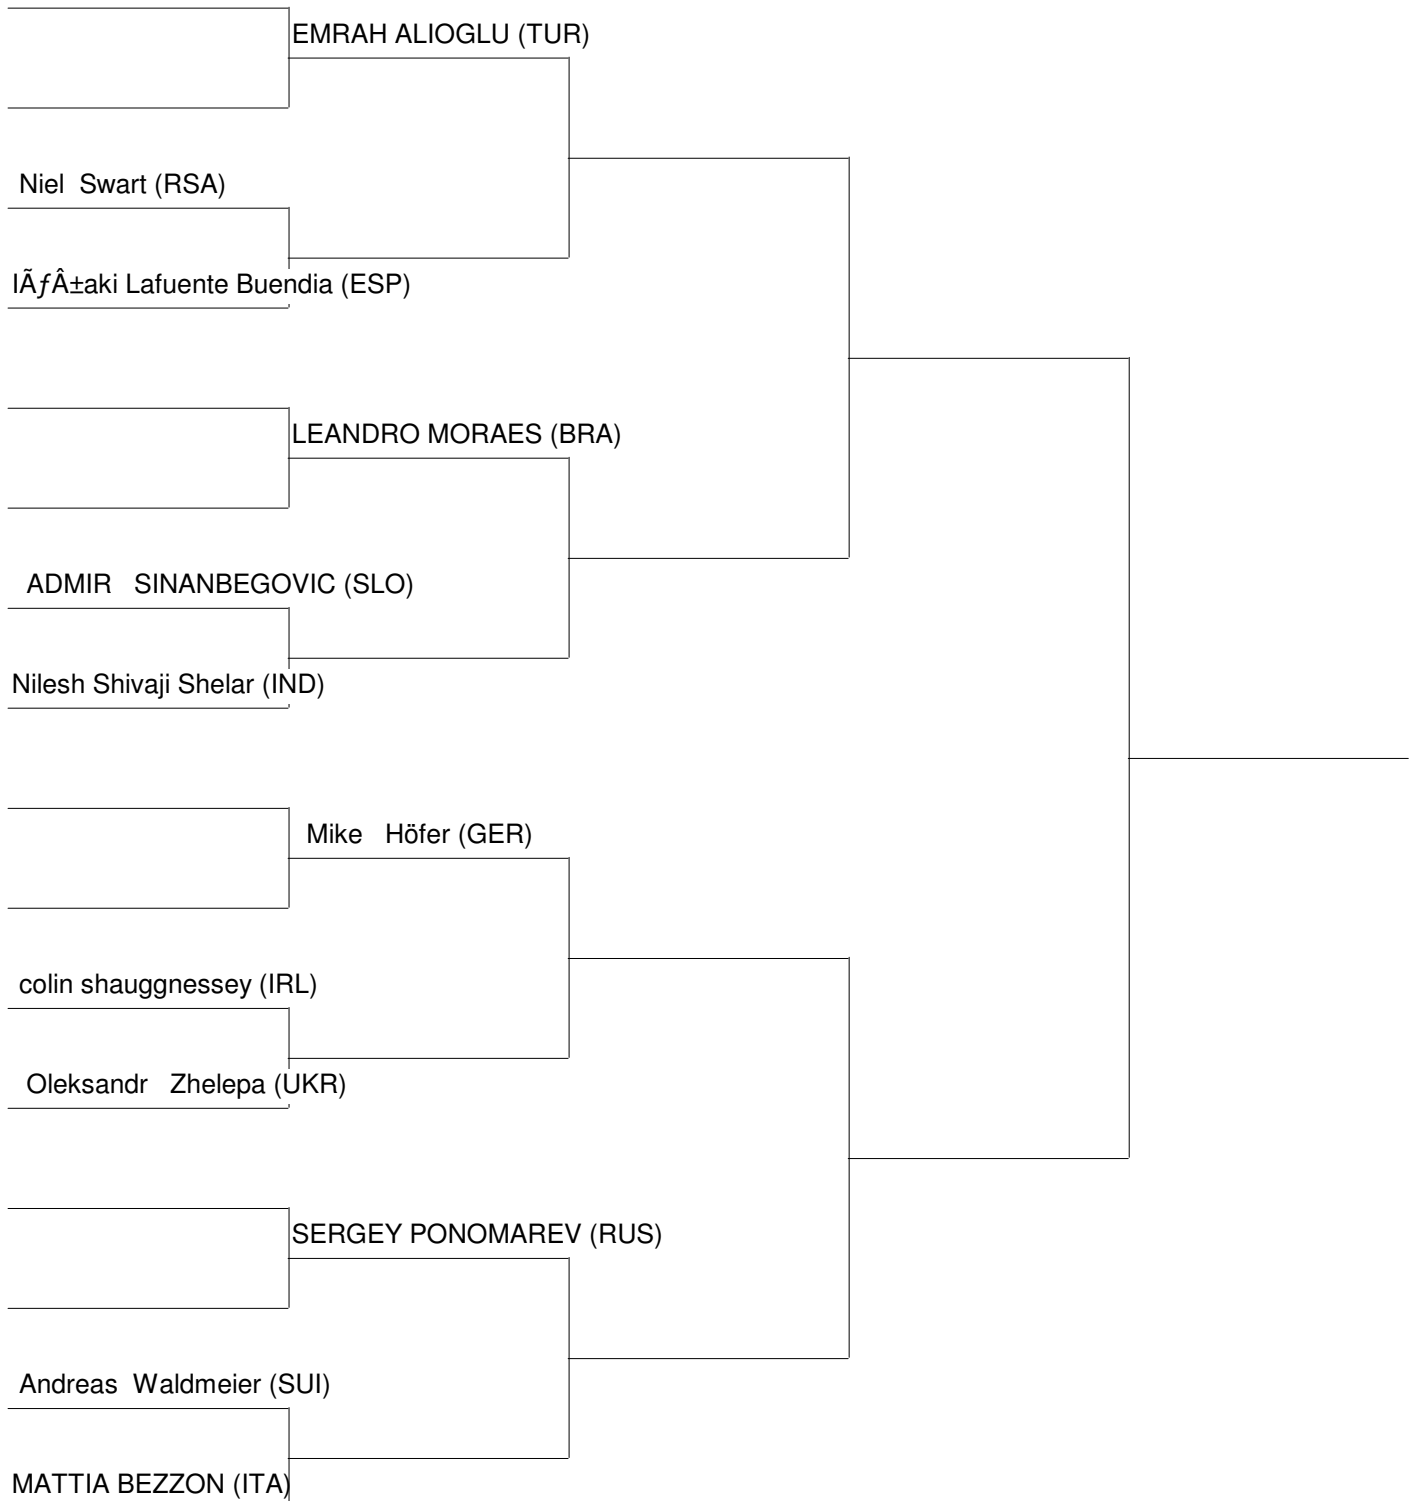 EMRAH ALIOGLU (TUR)
Niel  Swart (RSA)
IÃƒÂ±aki Lafuente Buendia (ESP)
LEANDRO MORAES (BRA)
ADMIR   SINANBEGOVIC (SLO)
Nilesh Shivaji Shelar (IND)
Mike   Höfer (GER)
colin shauggnessey (IRL)
Oleksandr   Zhelepa (UKR)
SERGEY PONOMAREV (RUS)
Andreas  Waldmeier (SUI)
MATTIA BEZZON (ITA)